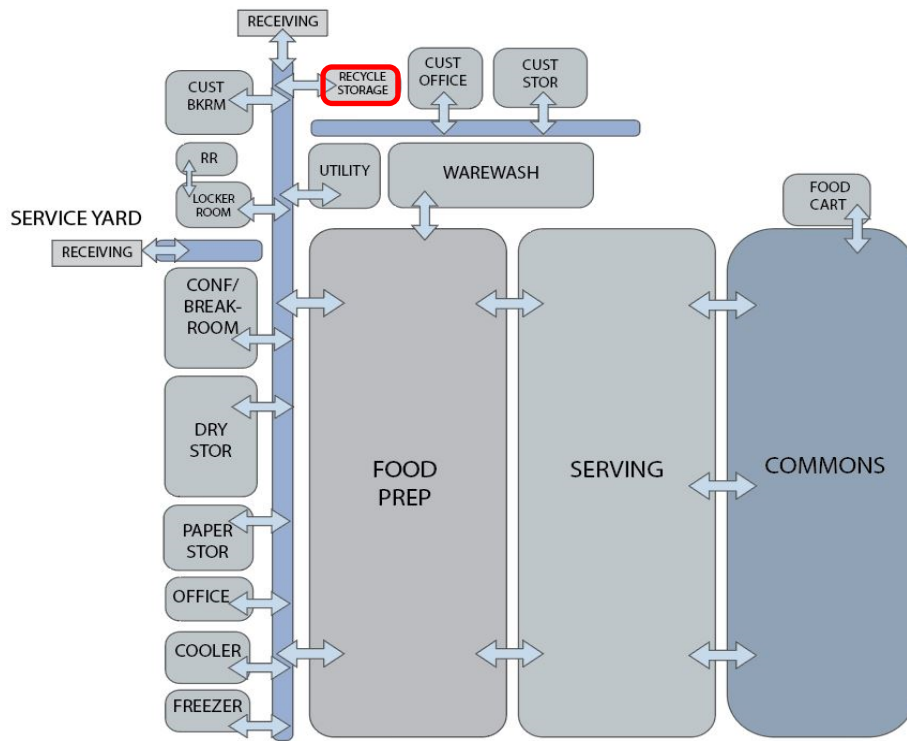 RECEIVING
RECYCLE
STORAGE
CUST
OFFICE
CUST
STOR
CUST
BKRM
RR
UTILITY
WAREWASH
LOCKER
ROOM
FOOD
CART
SERVICE YARD
RECEIVING
CONF/
BREAK-
ROOM
DRY
STOR
FOOD
PREP
SERVING
COMMONS
PAPER
STOR
OFFICE
COOLER
FREEZER